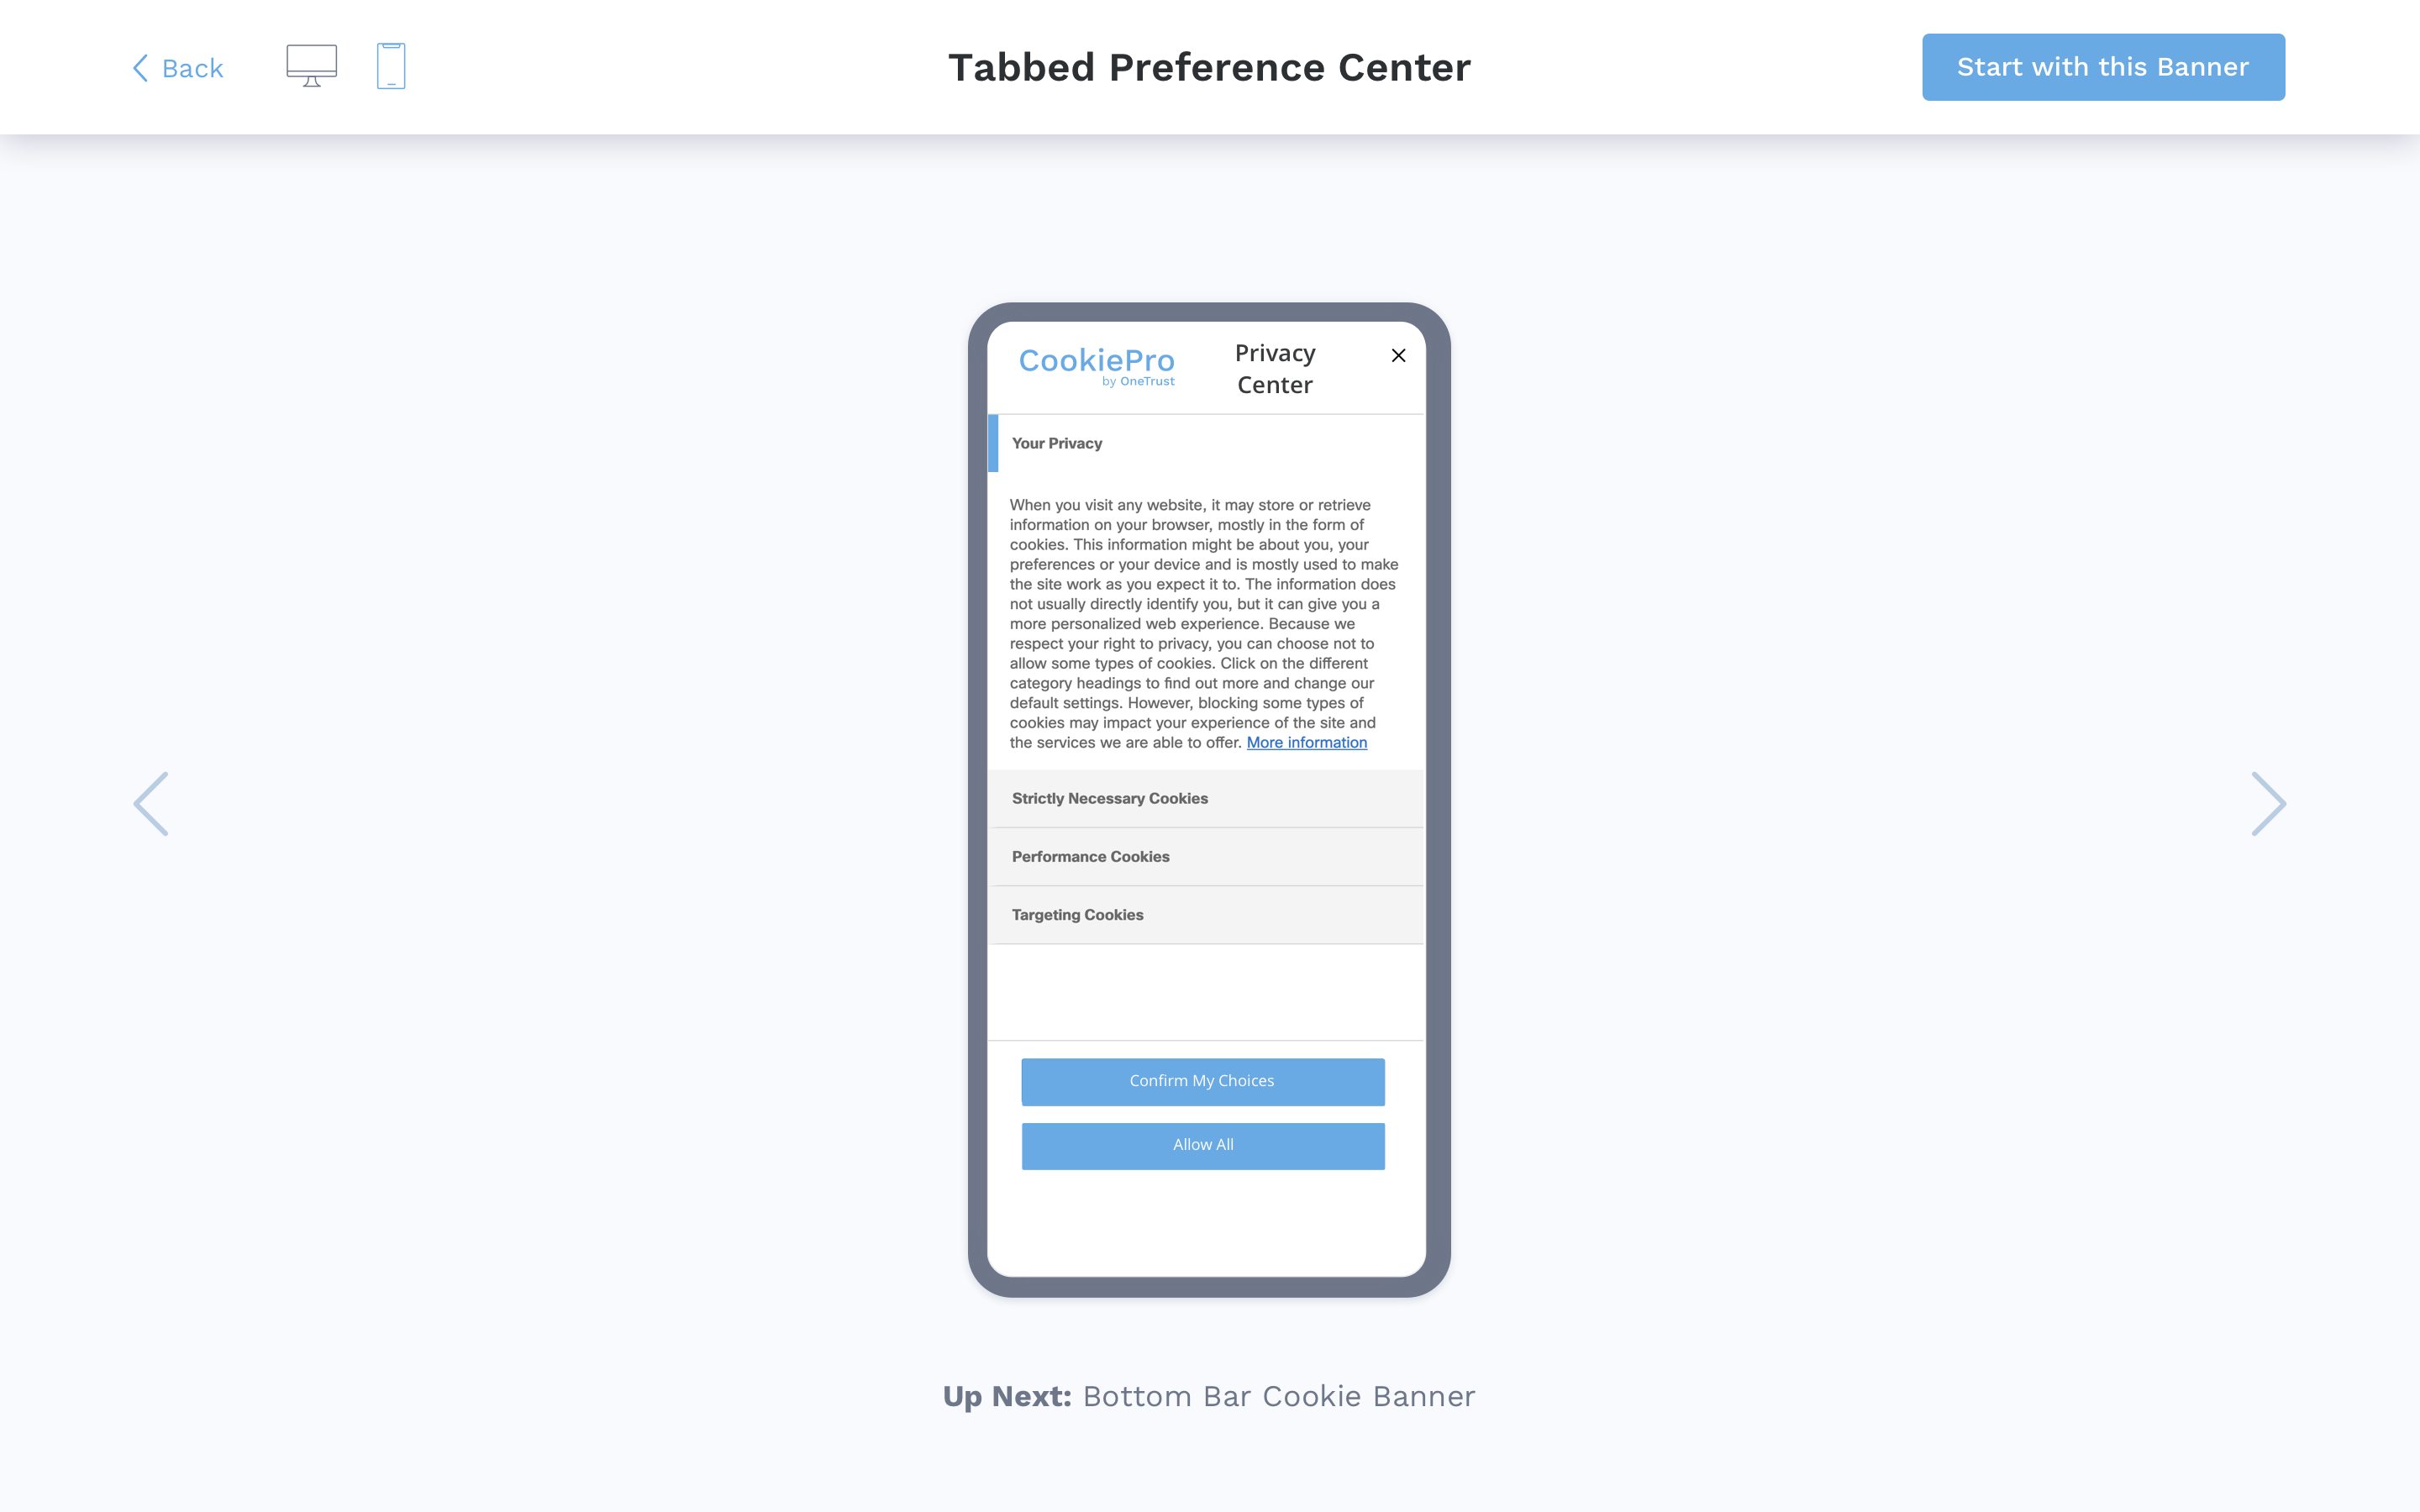 Back
Tabbed Preference Center
Start with this Banner
CookiePro
by OneTrust
Privacy
Center
Your Privacy
When you visit any website, it may store or retrieve
information on your browser, mostly in the form of
cookies. This information might be about you, your
preferences or your device and is mostly used to make
the site work as you expect it to. The information does
not usually directly identify you, but it can give you a
more personalized web experience. Because we
respect your right to privacy, you can choose not to
allow some types of cookies. Click on the different
category headings to find out more and change our
default settings. However, blocking some types of
cookies may impact your experience of the site and
the services we are able to offer. More information
Strictly Necessary Cookies
Performance Cookies
Targeting Cookies
Confirm My Choices
Allow All
Up Next: Bottom Bar Cookie Banner